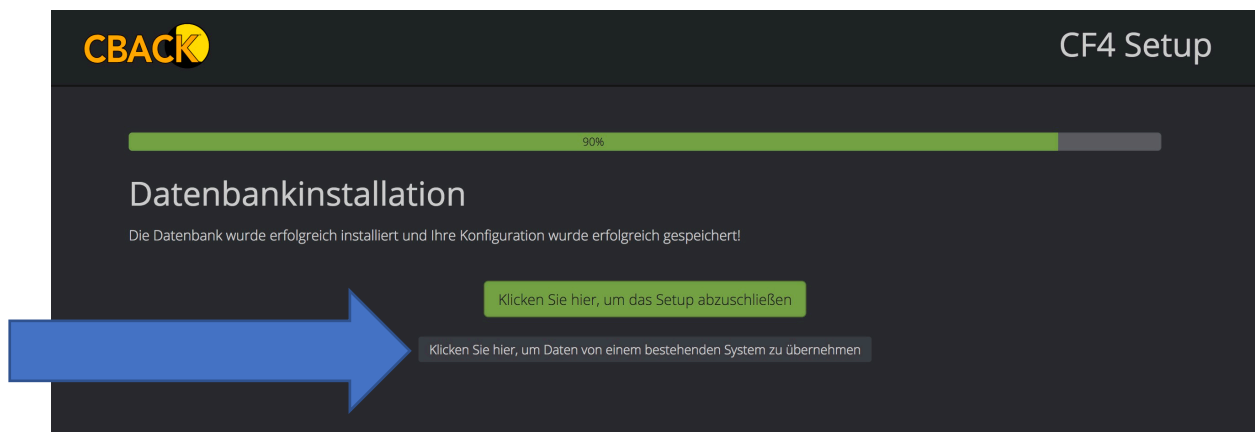 CBACK
CF4 Setup
90%
Datenbankinstallation
Die Datenbank wurde erfolgreich installiert und Ihre Konfiguration wurde erfolgreich gespeichert!
Klicken Sie hier, um das Setup abzuschließen
Klicken Sie hier, um Daten von einem bestehenden System zu übernehmen